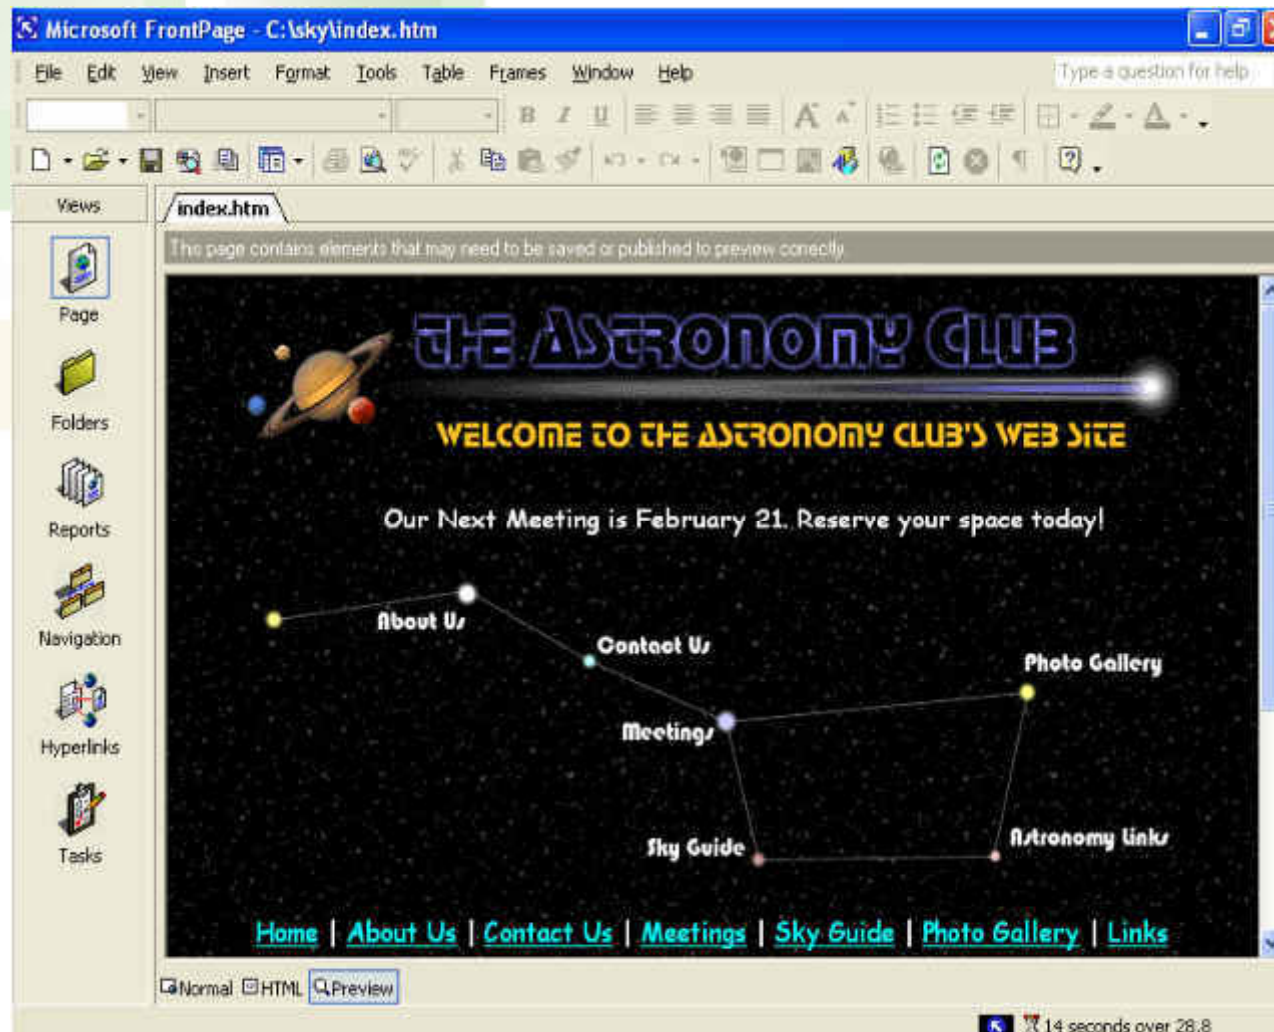 Microsoft FrontPage - C:\sky\index.htm
File Edit View Insert Format Tools Table Frames Window Help Type a question for help
B I U A A A
Views index.htm
This page contains elements that may need to be saved or published to preview correctly.
Page
Folders
Reports
Navigation
Hyperlinks
Tasks
the Astronomy Club
WELCOME TO THE ASTRONOMY CLUB'S WEB SITE
Our Next Meeting is February 21. Reserve your space today!
About Us
Contact Us
Photo Gallery
Meetings
Sky Guide
Astronomy Links
Home | About Us | Contact Us | Meetings | Sky Guide | Photo Gallery | Links
Normal HTML Preview
14 seconds over 28.8